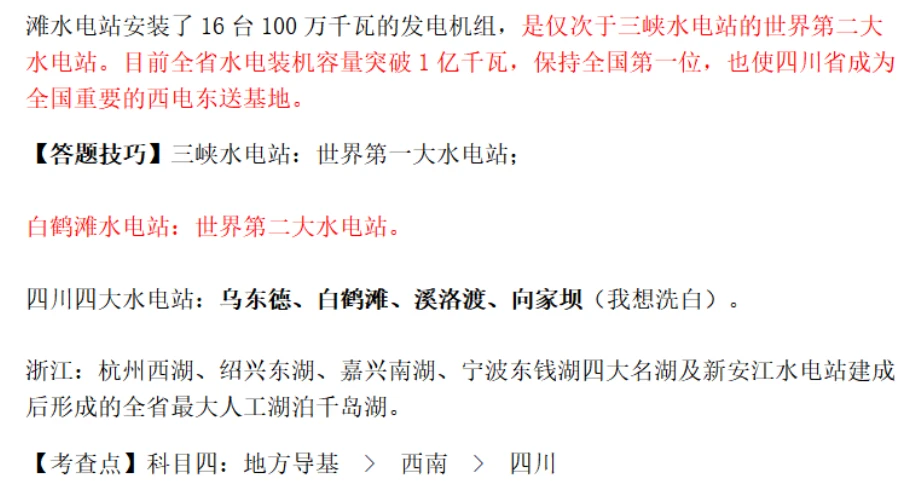 滩水电站安装了 16 台 100 万千瓦的发电机组，是仅次于三峡水电站的世界第二大
水电站。目前全省水电装机容量突破 1 亿千瓦，保持全国第一位，也使四川省成为
全国重要的西电东送基地。
【答题技巧】三峡水电站：世界第一大水电站；
白鹤滩水电站：世界第二大水电站。
四川四大水电站：乌东德、白鹤滩、溪洛渡、向家坝（我想洗白）。
浙江：杭州西湖、绍兴东湖、嘉兴南湖、宁波东钱湖四大名湖及新安江水电站建成
后形成的全省最大人工湖泊千岛湖。
【考查点】科目四：地方导基 > 西南 > 四川